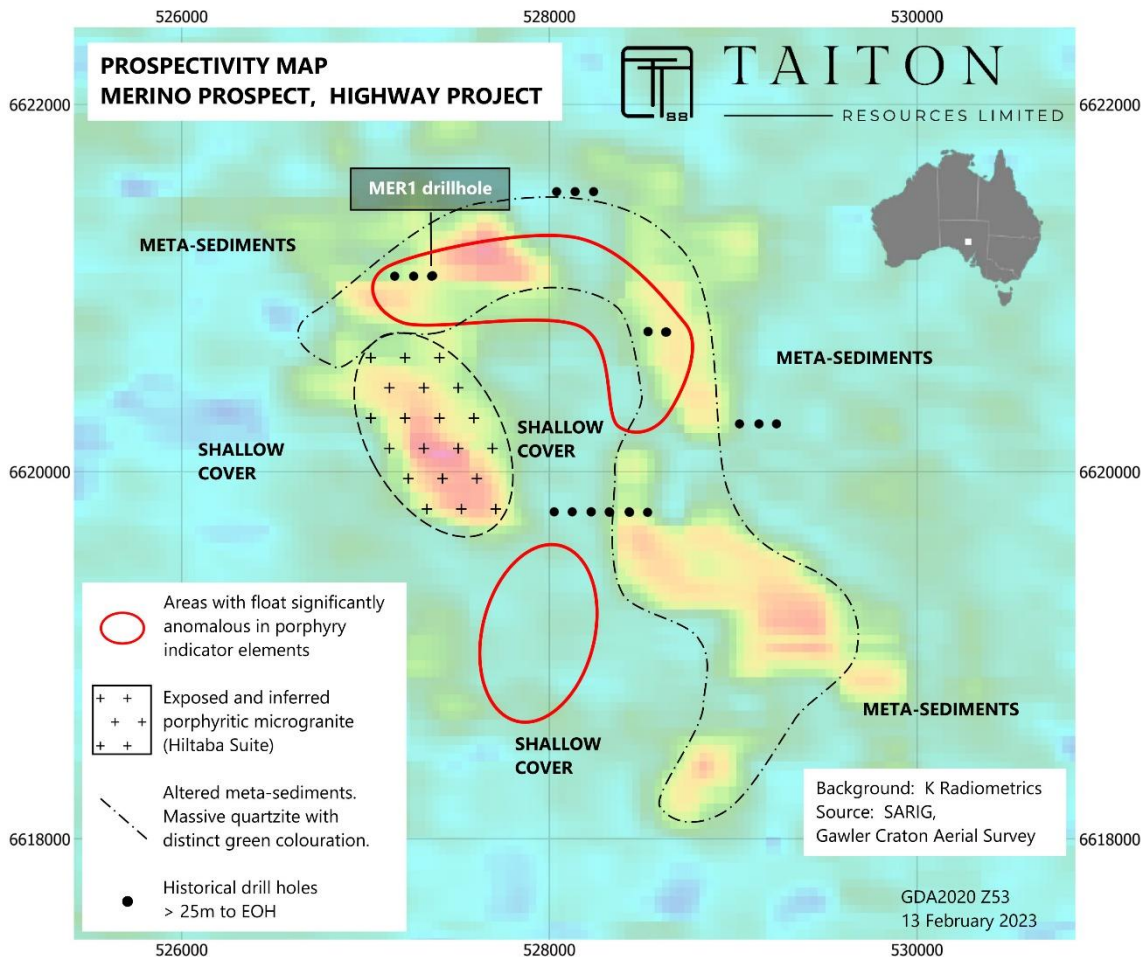 526000
528000
530000
PROSPECTIVITY MAP
MERINO PROSPECT, HIGHWAY PROJECT
TT88
TAITON
RESOURCES LIMITED
6622000
6622000
MER1 drillhole
META-SEDIMENTS
META-SEDIMENTS
SHALLOW
COVER
SHALLOW
COVER
6620000
6620000
Areas with float significantly
anomalous in porphyry
indicator elements
Exposed and inferred
porphyritic microgranite
(Hiltaba Suite)
Altered meta-sediments.
Massive quartzite with
distinct green colouration.
Historical drill holes
> 25m to EOH
META-SEDIMENTS
SHALLOW
COVER
Background: K Radiometrics
Source: SARIG,
Gawler Craton Aerial Survey
6618000
6618000
GDA2020 Z53
13 February 2023
526000
528000
530000